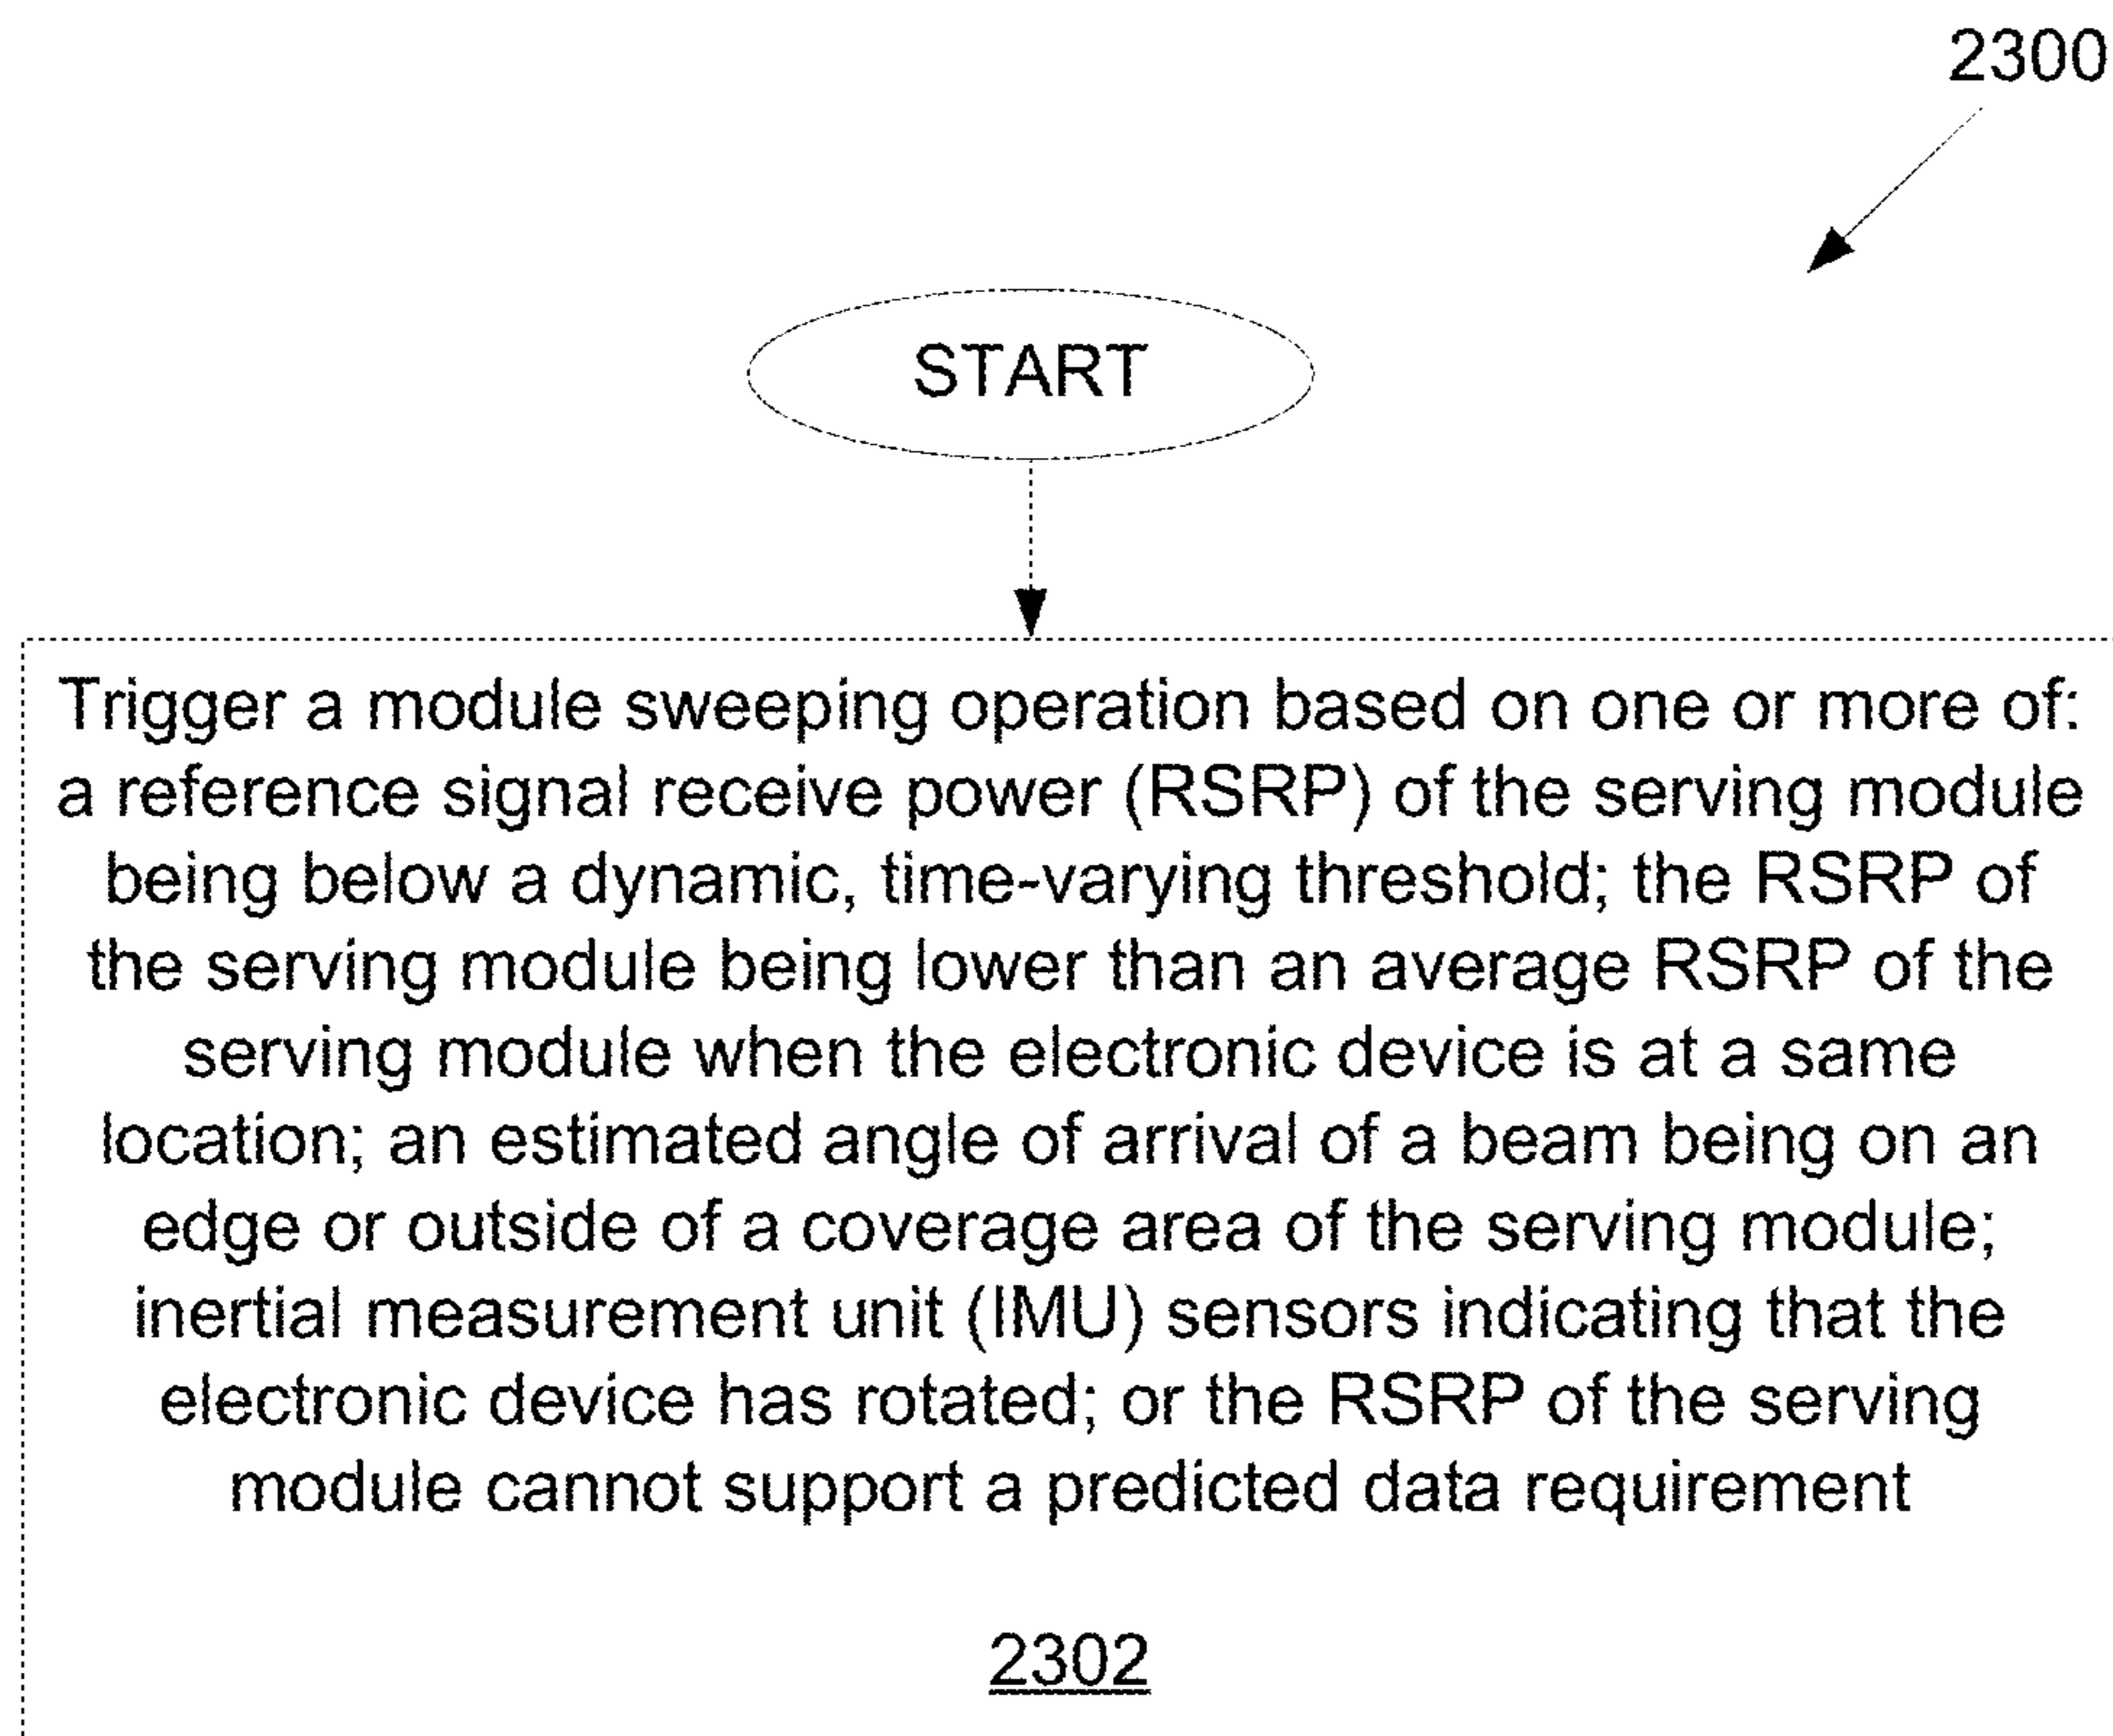 2300
START
Trigger a module sweeping operation based on one or more of:
a reference signal receive power (RSRP) of the serving module
being below a dynamic, time-varying threshold; the RSRP of
the serving module being lower than an average RSRP of the
serving module when the electronic device is at a same
location; an estimated angle of arrival of a beam being on an
edge or outside of a coverage area of the serving module;
inertial measurement unit (IMU) sensors indicating that the
electronic device has rotated; or the RSRP of the serving
module cannot support a predicted data requirement
2302